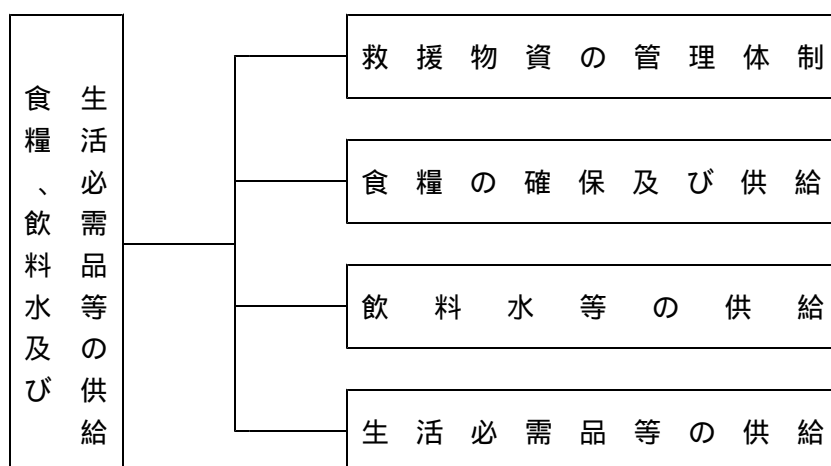 食糧、飲料水及び
生活必需品等の供給
救援物資の管理体制
食糧の確保及び供給
飲料水等の供給
生活必需品等の供給